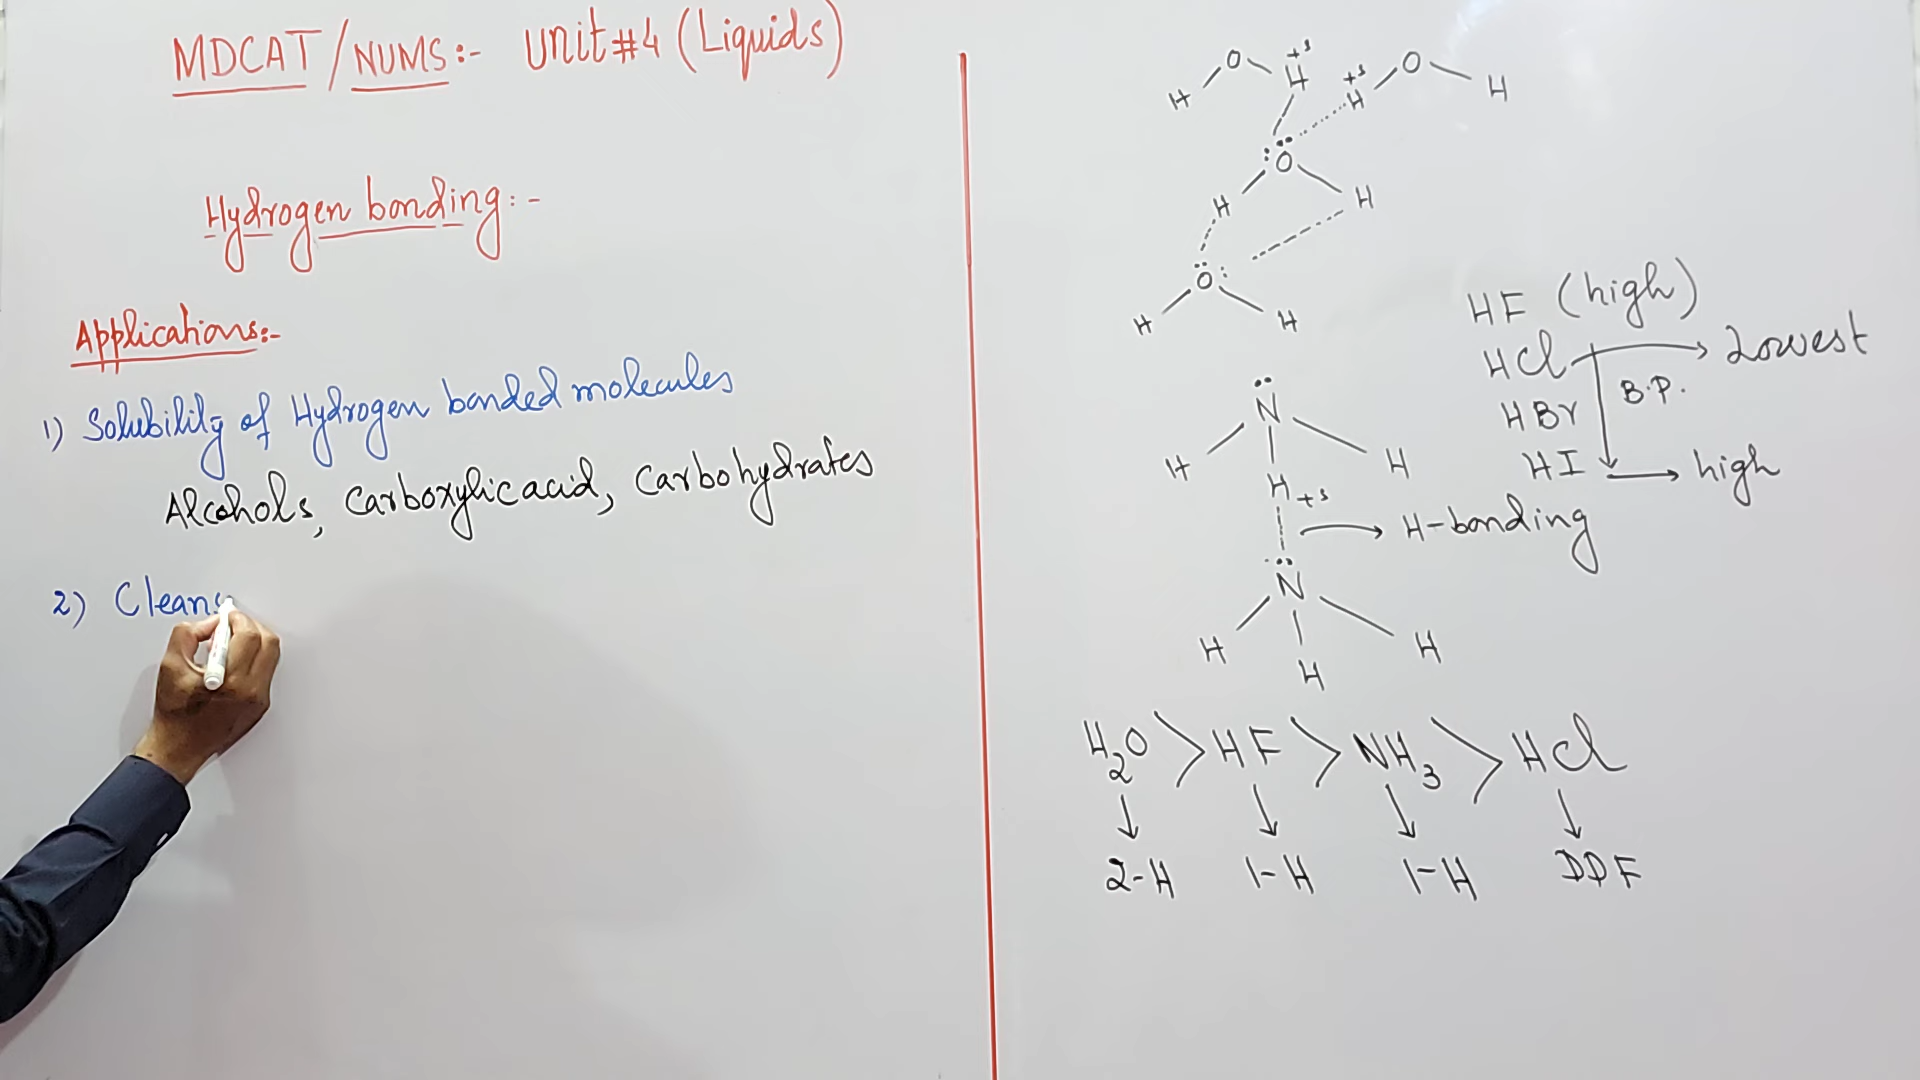 MDCAT/NUMS:- Unit#4 (Liquids)
Hydrogen bonding:-
Applications:-
1) Solubility of Hydrogen bonded molecules
Alcohols, Carboxylic acid, Carbohydrates
2) Cleans
H O H +δ +δ H O H
:O:
H H
O:
H H
HF (high)
HCl → Lowest
HBr B.P.
HI → high
N
H H
H +δ
→ H-bonding
N
H H H
H2O > HF > NH3 > HCl
↓ ↓ ↓ ↓
2-H 1-H 1-H DDF